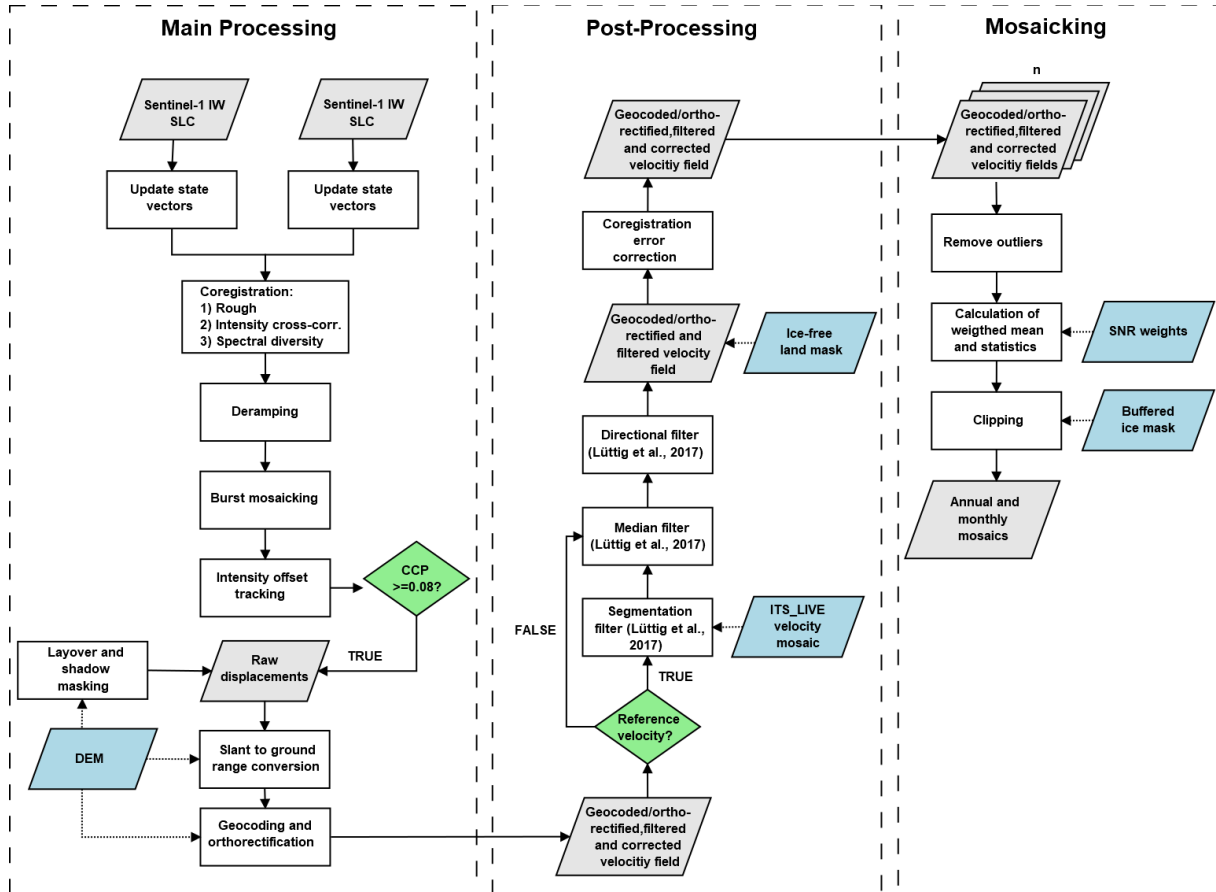 Main Processing
Sentinel-1 IW
SLC
Sentinel-1 IW
SLC
Update state
vectors
Update state
vectors
Coregistration:
1) Rough
2) Intensity cross-corr.
3) Spectral diversity
Deramping
Burst mosaicking
Intensity offset
tracking
CCP
>=0.08?
TRUE
Layover and
shadow
masking
Raw
displacements
DEM
Slant to ground
range conversion
Geocoding and
orthorectification
Post-Processing
Geocoded/ortho-
rectified,filtered
and corrected
velocitiy field
Coregistration
error
correction
Geocoded/ortho-
rectified and
filtered velocity
field
Ice-free
land mask
Directional filter
(Lüttig et al., 2017)
Median filter
(Lüttig et al., 2017)
Segmentation
filter (Lüttig et al.,
2017)
ITS_LIVE
velocity
mosaic
FALSE
TRUE
Reference
velocity?
Geocoded/ortho-
rectified,filtered
and corrected
velocitiy field
Mosaicking
n
Geocoded/ortho-
rectified,filtered
and corrected
velocitiy fields
Remove outliers
Calculation of
weigthed mean
and statistics
SNR weights
Clipping
Buffered
ice mask
Annual and
monthly
mosaics